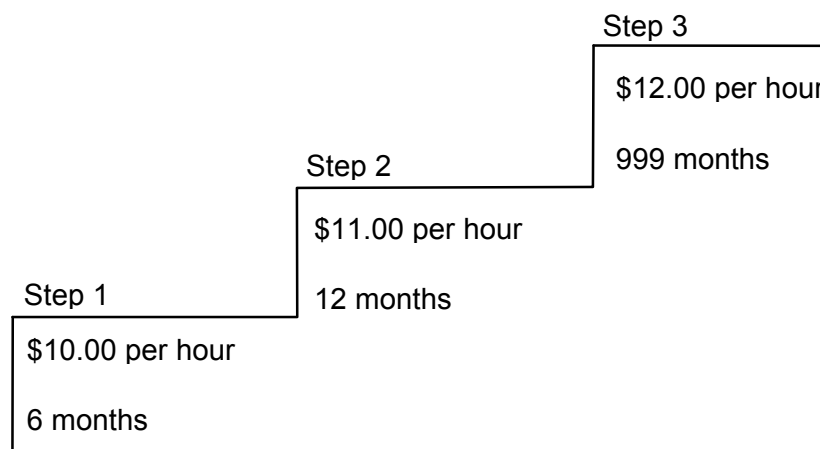 Step 3
$12.00 per hour
999 months
Step 2
$11.00 per hour
12 months
Step 1
$10.00 per hour
6 months